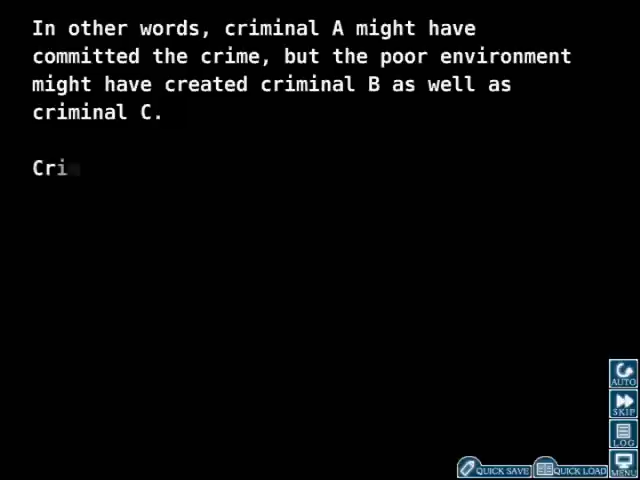 In other words, criminal A might have
committed the crime, but the poor environment
might have created criminal B as well as
criminal C.
Cri
AUTO
SKIP
LOG
QUICK SAVE
QUICK LOAD
MENU